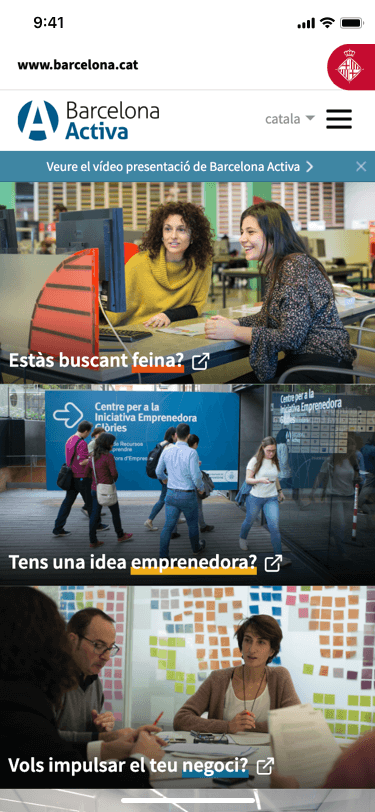 9:41
www.barcelona.cat
Barcelona
Activa
catala
Veure el vídeo presentació de Barcelona Activa
Estàs buscant feina?
Centre per a la
Iniciativa Emprenedora
Glòries
Centre per a la
Iniciativa Emprenedora
Glòries
Tens una idea emprenedora?
Vols impulsar el teu negoci?